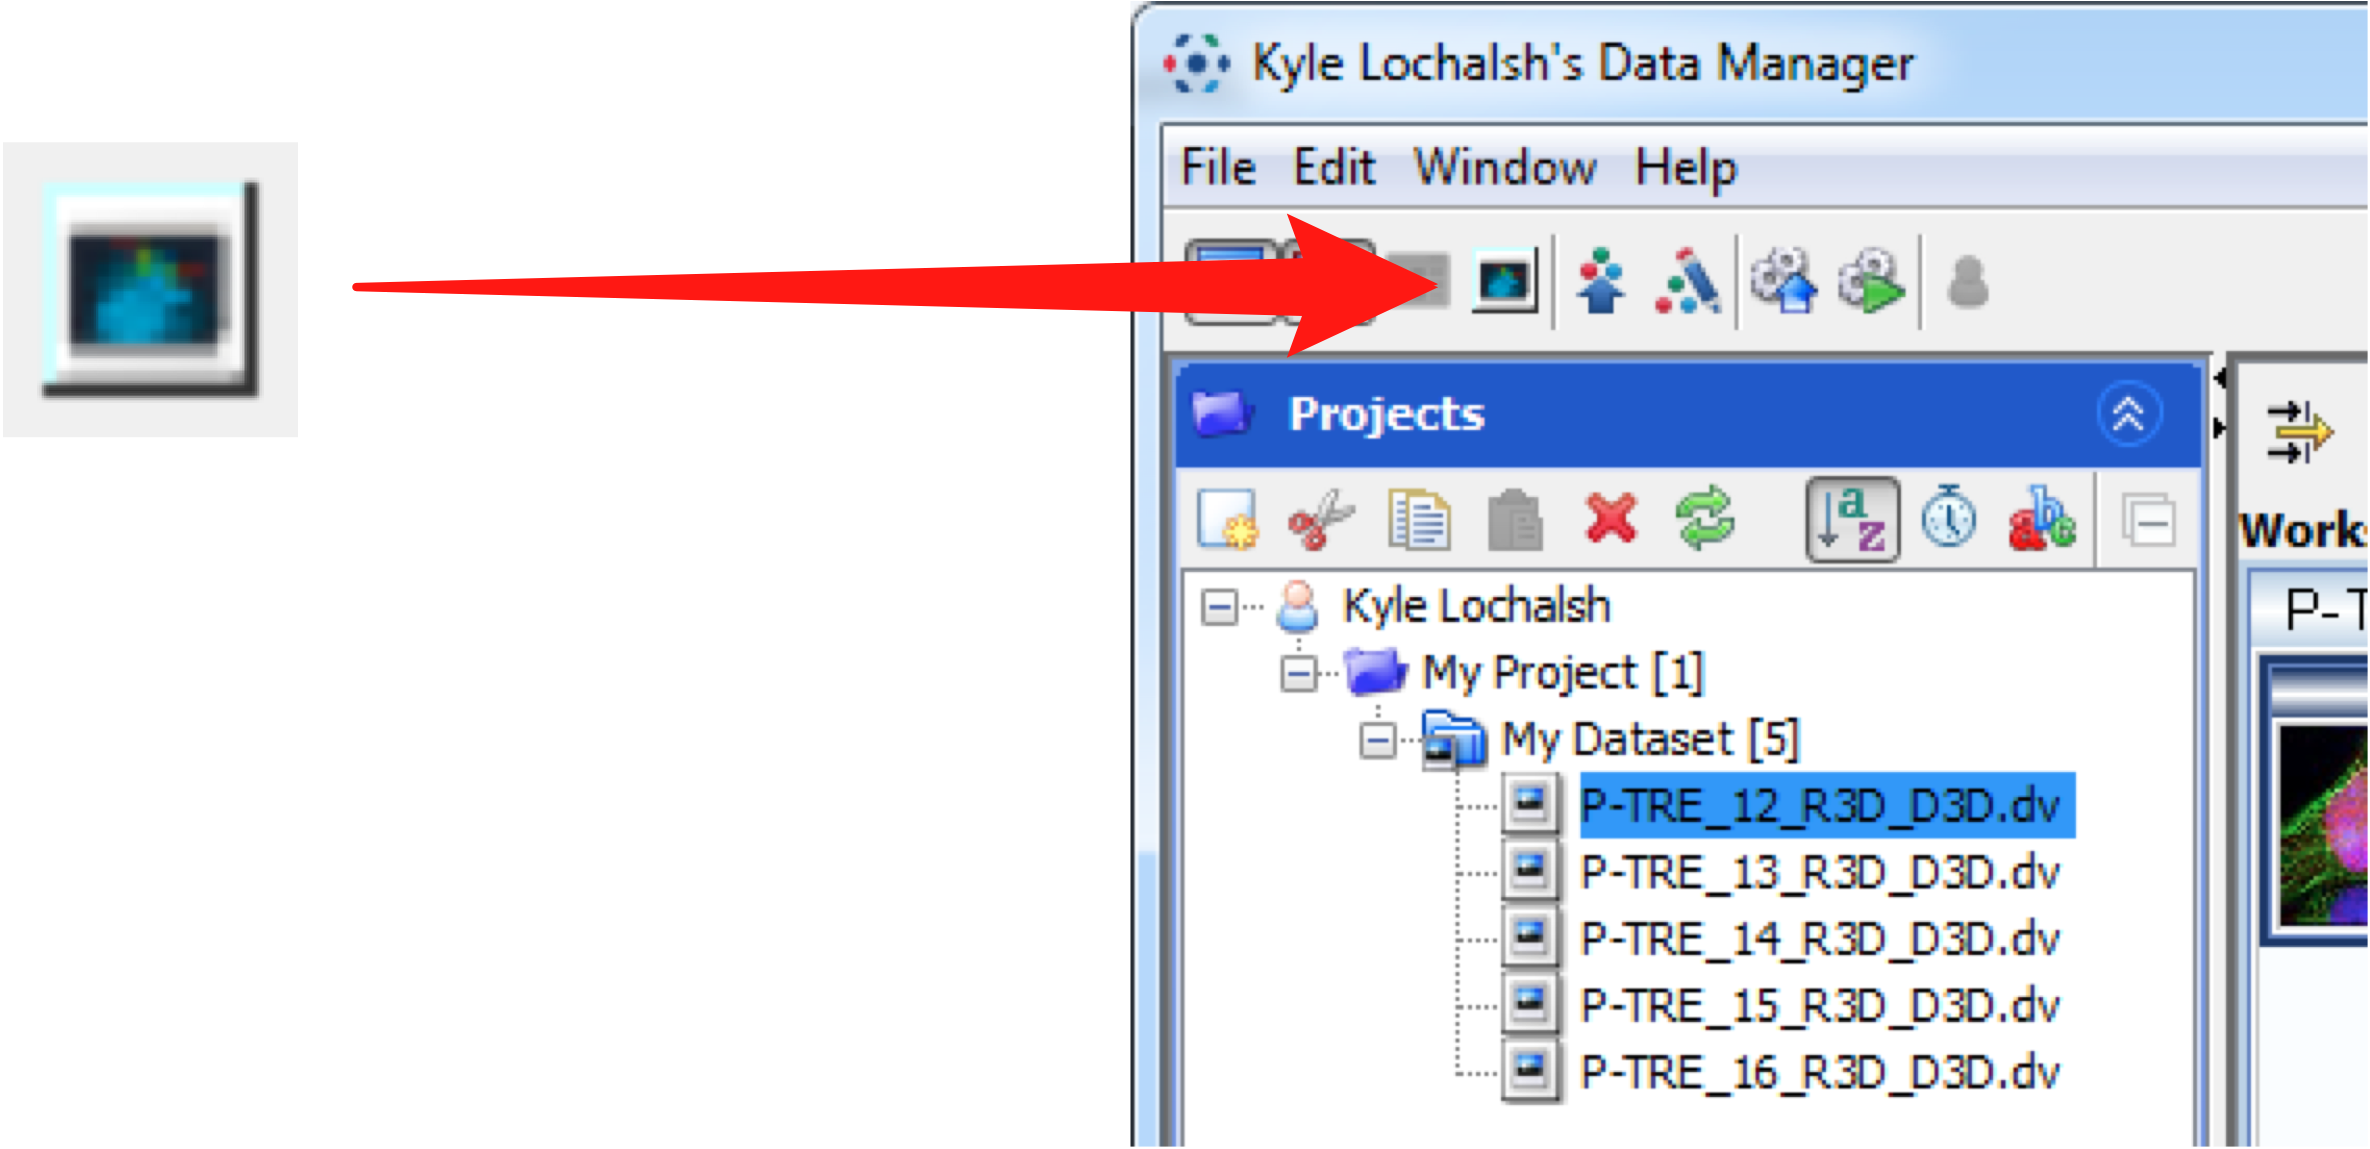 Kyle Lochalsh's Data Manager
File Edit Window Help
Projects
Kyle Lochalsh
My Project [1]
My Dataset [5]
P-TRE_12_R3D_D3D.dv
P-TRE_13_R3D_D3D.dv
P-TRE_14_R3D_D3D.dv
P-TRE_15_R3D_D3D.dv
P-TRE_16_R3D_D3D.dv